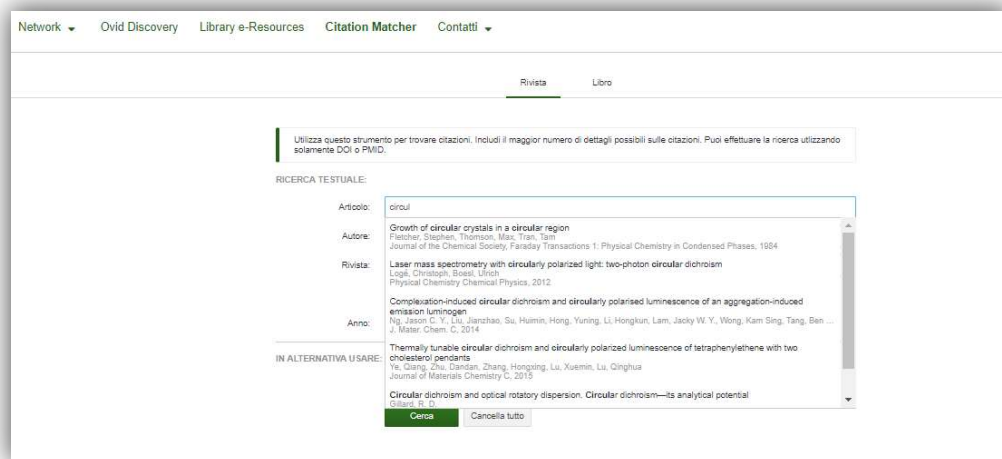 Network Ovid Discovery Library e-Resources Citation Matcher Contatti
Rivista Libro
Utilizza questo strumento per trovare citazioni. Includi il maggior numero di dettagli possibili sulle citazioni. Puoi effettuare la ricerca utlizzando
solamente DOI o PMID.
RICERCA TESTUALE:
Articolo: circul
Growth of circular crystals in a circular region
Autore: Fletcher, Stephen, Thomson, Max, Tran, Tam
Journal of the Chemical Society, Faraday Transactions 1: Physical Chemistry in Condensed Phases, 1984
Rivista: Laser mass spectrometry with circularly polarized light: two-photon circular dichroism
Logé, Christoph, Boesl, Ulrich
Physical Chemistry Chemical Physics, 2012
Complexation-induced circular dichroism and circularly polarised luminescence of an aggregation-induced
emission luminogen
Anno: Ng, Jason C. Y., Liu, Jianzhao, Su, Huimin, Hong, Yuning, Li, Hongkun, Lam, Jacky W. Y., Wong, Kam Sing, Tang, Ben ...
J. Mater. Chem. C, 2014
Thermally tunable circular dichroism and circularly polarized luminescence of tetraphenylethene with two
IN ALTERNATIVA USARE: cholesterol pendants
Ye, Qiang, Zhu, Dandan, Zhang, Hongxing, Lu, Xuemin, Lu, Qinghua
Journal of Materials Chemistry C, 2015
Circular dichroism and optical rotatory dispersion. Circular dichroism—its analytical potential
Gillard, R. D.
Cerca Cancella tutto